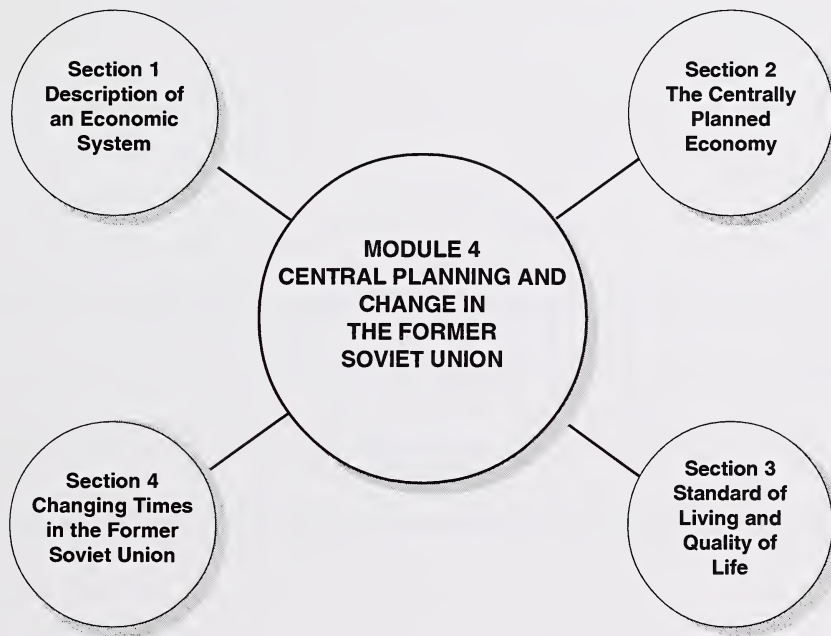 Section 1
Description of
an Economic
System
Section 2
The Centrally
Planned
Economy
MODULE 4
CENTRAL PLANNING AND
CHANGE IN
THE FORMER
SOVIET UNION
Section 4
Changing Times
in the Former
Soviet Union
Section 3
Standard of
Living and
Quality of
Life